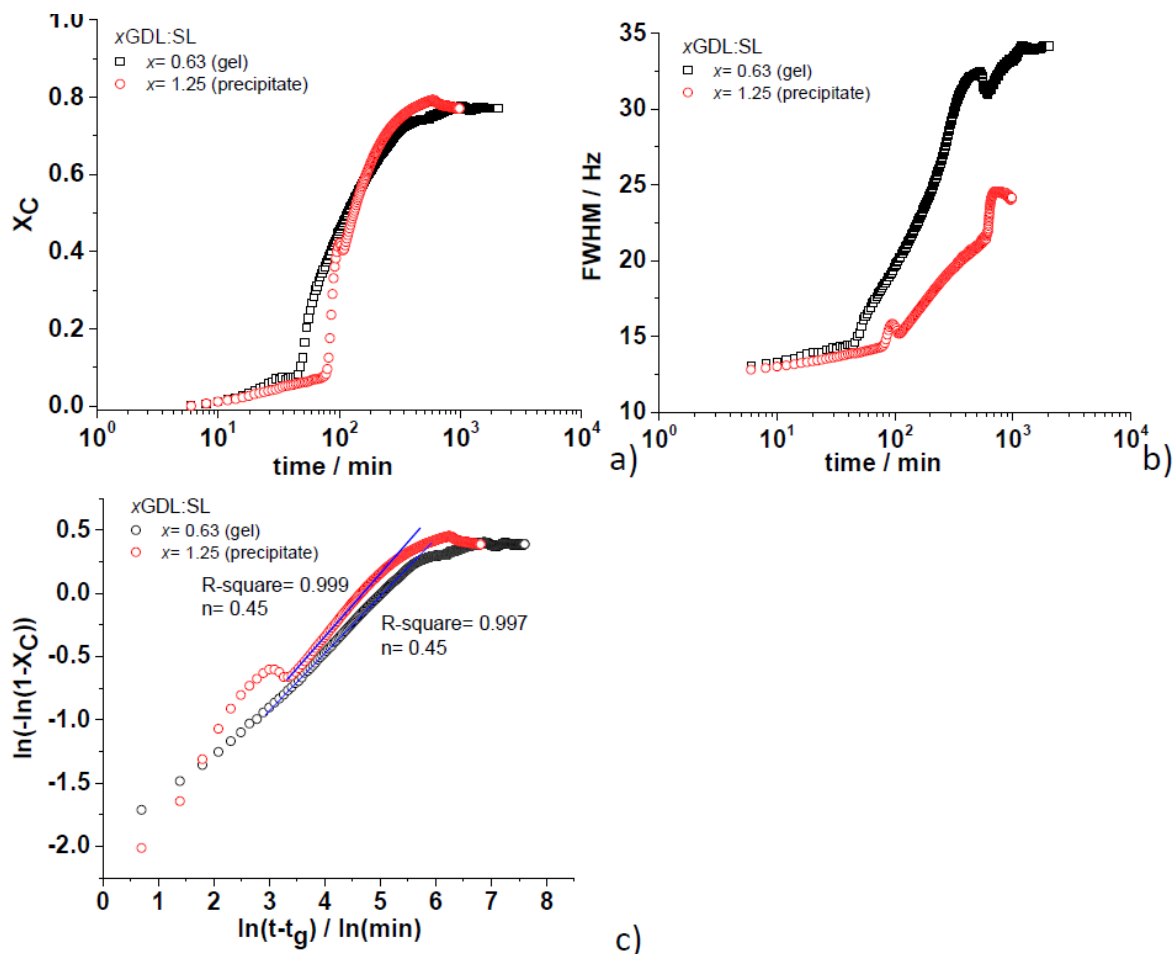 xGDL:SL
x= 0.63 (gel)
x= 1.25 (precipitate)
1.0
0.8
0.6
0.4
0.2
0.0
X_C
10^0
10^1
10^2
10^3
10^4
time / min
a)
xGDL:SL
x= 0.63 (gel)
x= 1.25 (precipitate)
35
30
25
20
15
10
FWHM / Hz
10^0
10^1
10^2
10^3
10^4
time / min
b)
xGDL:SL
x= 0.63 (gel)
x= 1.25 (precipitate)
R-square= 0.999
n= 0.45
R-square= 0.997
n= 0.45
0.5
0.0
-0.5
-1.0
-1.5
-2.0
ln(-ln(1-X_C))
0
1
2
3
4
5
6
7
8
ln(t-t_g) / ln(min)
c)